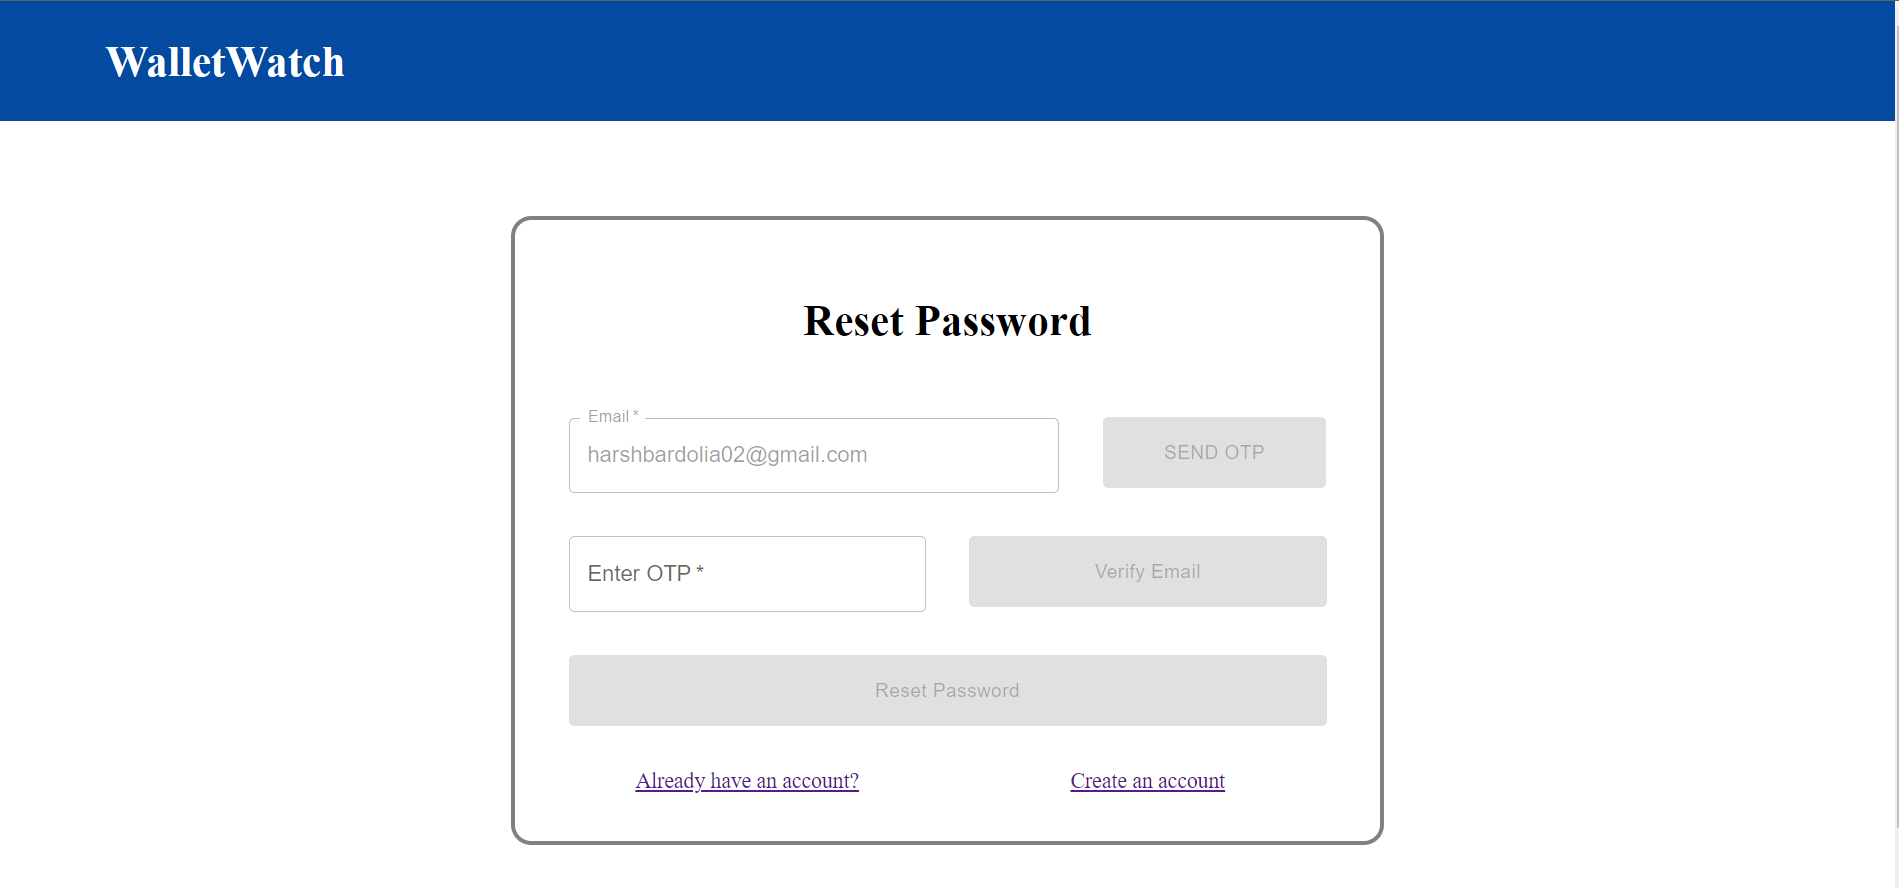 WalletWatch
Reset Password
Email *
harshbardolia02@gmail.com
SEND OTP
Enter OTP *
Verify Email
Reset Password
Already have an account?
Create an account